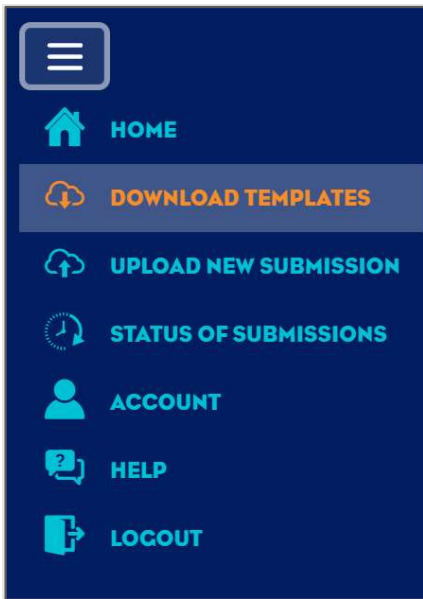 HOME
DOWNLOAD TEMPLATES
UPLOAD NEW SUBMISSION
STATUS OF SUBMISSIONS
ACCOUNT
?
HELP
LOGOUT